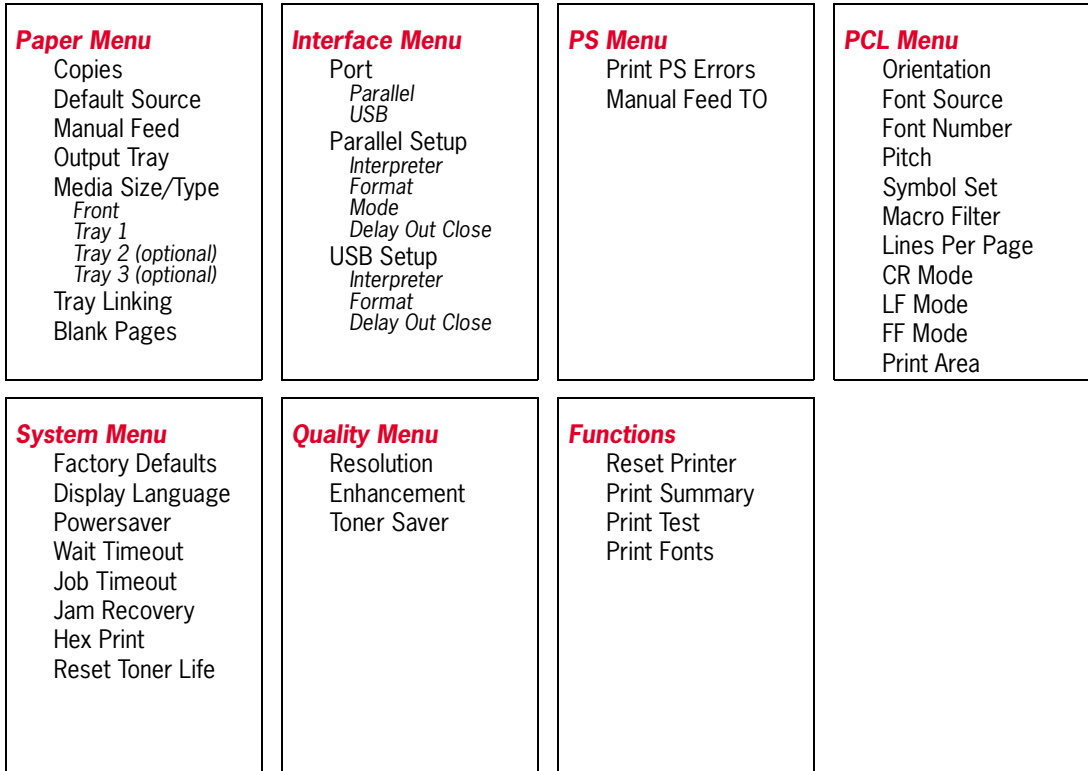 Paper Menu
Copies
Default Source
Manual Feed
Output Tray
Media Size/Type
Front
Tray 1
Tray 2 (optional)
Tray 3 (optional)
Tray Linking
Blank Pages
Interface Menu
Port
Parallel
USB
Parallel Setup
Interpreter
Format
Mode
Delay Out Close
USB Setup
Interpreter
Format
Delay Out Close
PS Menu
Print PS Errors
Manual Feed TO
PCL Menu
Orientation
Font Source
Font Number
Pitch
Symbol Set
Macro Filter
Lines Per Page
CR Mode
LF Mode
FF Mode
Print Area
System Menu
Factory Defaults
Display Language
Powersaver
Wait Timeout
Job Timeout
Jam Recovery
Hex Print
Reset Toner Life
Quality Menu
Resolution
Enhancement
Toner Saver
Functions
Reset Printer
Print Summary
Print Test
Print Fonts